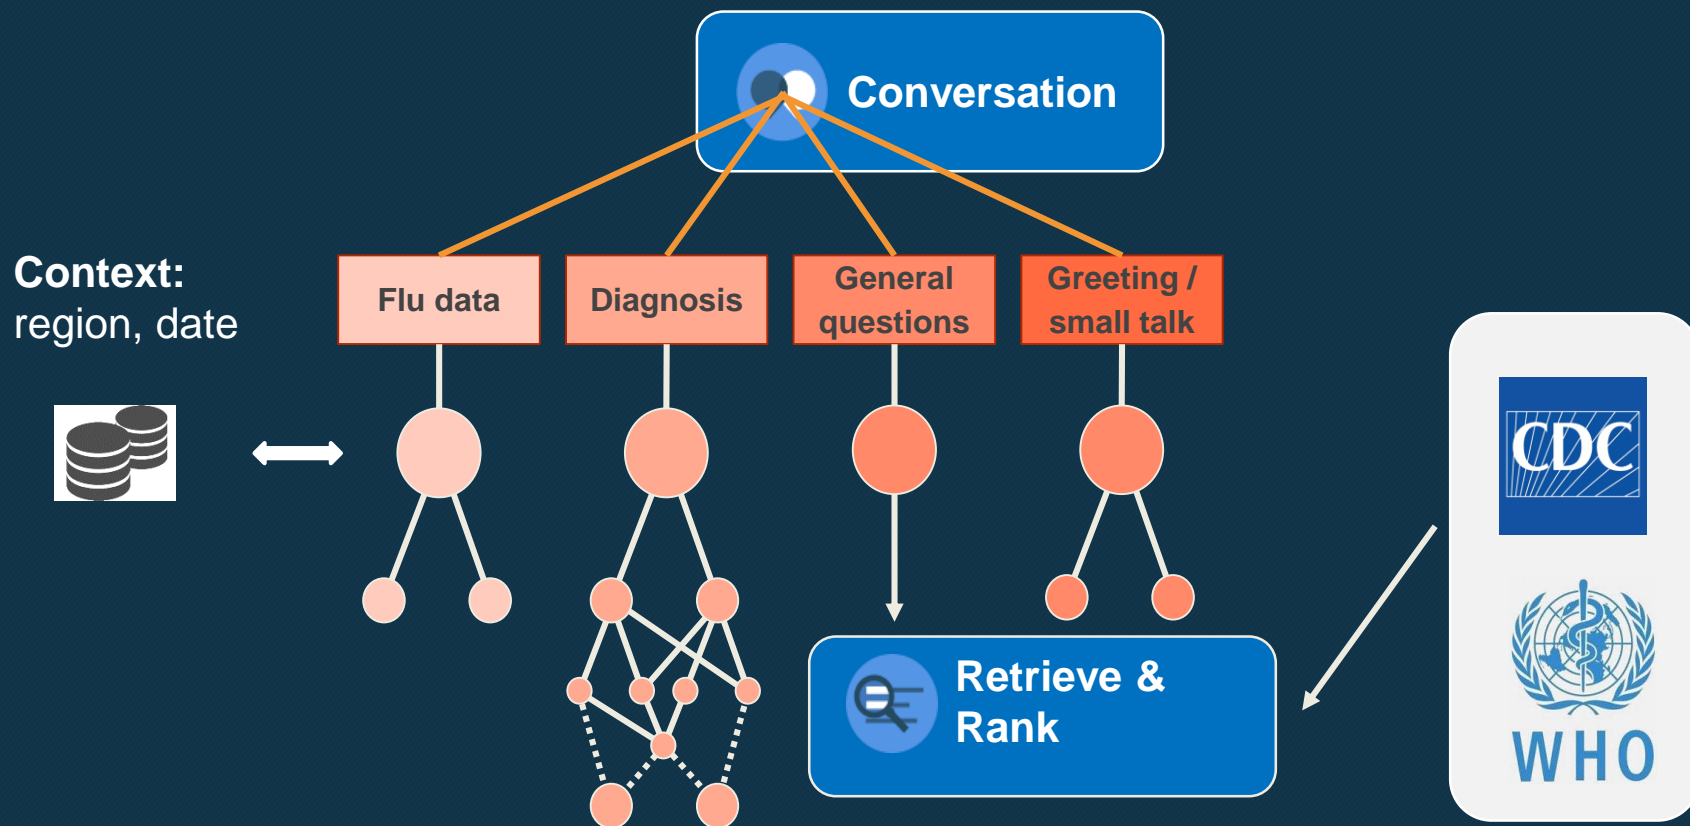 Conversation
Context:
region, date
Flu data
Diagnosis
General
questions
Greeting /
small talk
CDC
Retrieve &
Rank
WHO